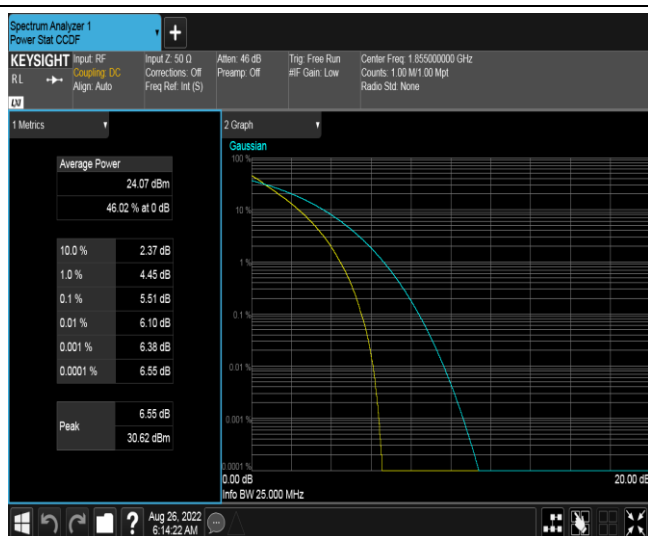 Spectrum Analyzer 1
Power Stat CCDF
+
KEYSIGHT
RL
LXI
Input: RF
Coupling: DC
Align: Auto
Input Z: 50 Ω
Corrections: Off
Freq Ref: Int (S)
Atten: 46 dB
Preamp: Off
Trig: Free Run
#IF Gain: Low
Center Freq: 1.855000000 GHz
Counts: 1.00 M/1.00 Mpt
Radio Std: None
1 Metrics
Average Power
24.07 dBm
46.02 % at 0 dB
10.0 % 2.37 dB
1.0 % 4.45 dB
0.1 % 5.51 dB
0.01 % 6.10 dB
0.001 % 6.38 dB
0.0001 % 6.55 dB
Peak
6.55 dB
30.62 dBm
2 Graph
Gaussian
100 %
10 %
1 %
0.1 %
0.01 %
0.001 %
0.0001 %
0.00 dB
20.00 dB
Info BW 25.000 MHz
?
Aug 26, 2022
6:14:22 AM